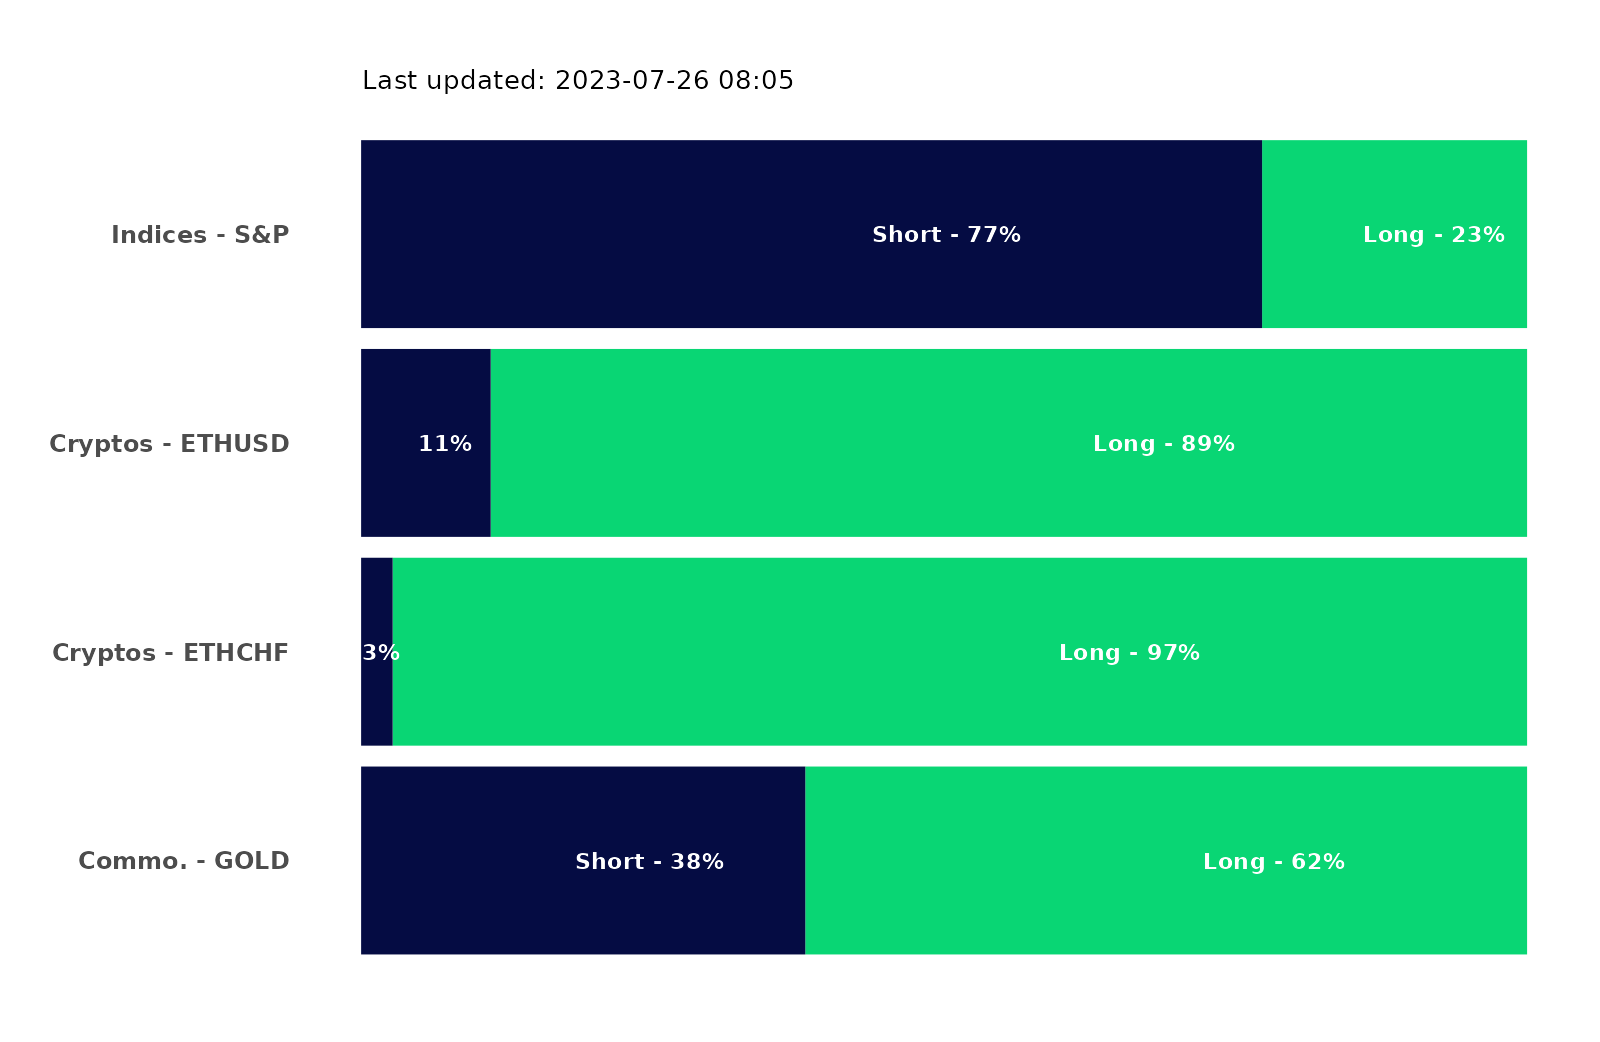 Last updated: 2023-07-26 08:05
Indices - S&P
Short - 77%
Long - 23%
Cryptos - ETHUSD
11%
Long - 89%
Cryptos - ETHCHF
3%
Long - 97%
Commo. - GOLD
Short - 38%
Long - 62%